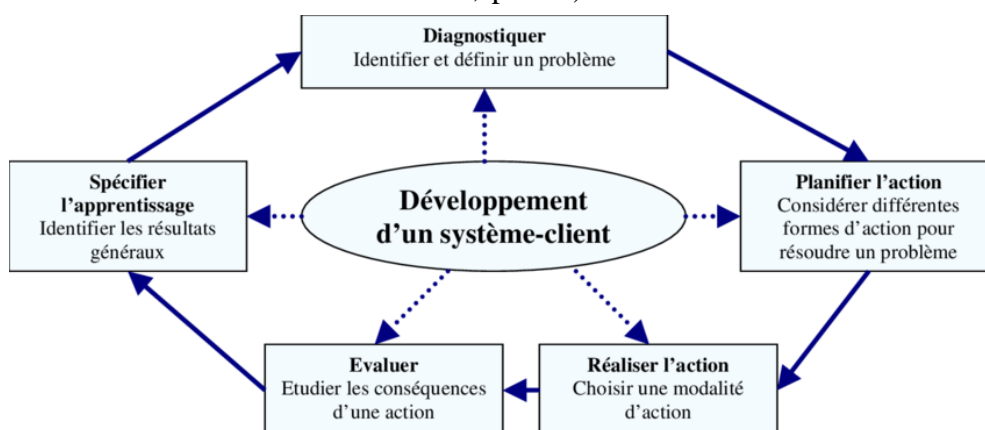 Diagnostiquer
Identifier et définir un problème
Spécifier
l'apprentissage
Identifier les résultats
généraux
Développement
d'un système-client
Planifier l'action
Considérer différentes
formes d'action pour
résoudre un problème
Evaluer
Etudier les conséquences
d'une action
Réaliser l'action
Choisir une modalité
d'action